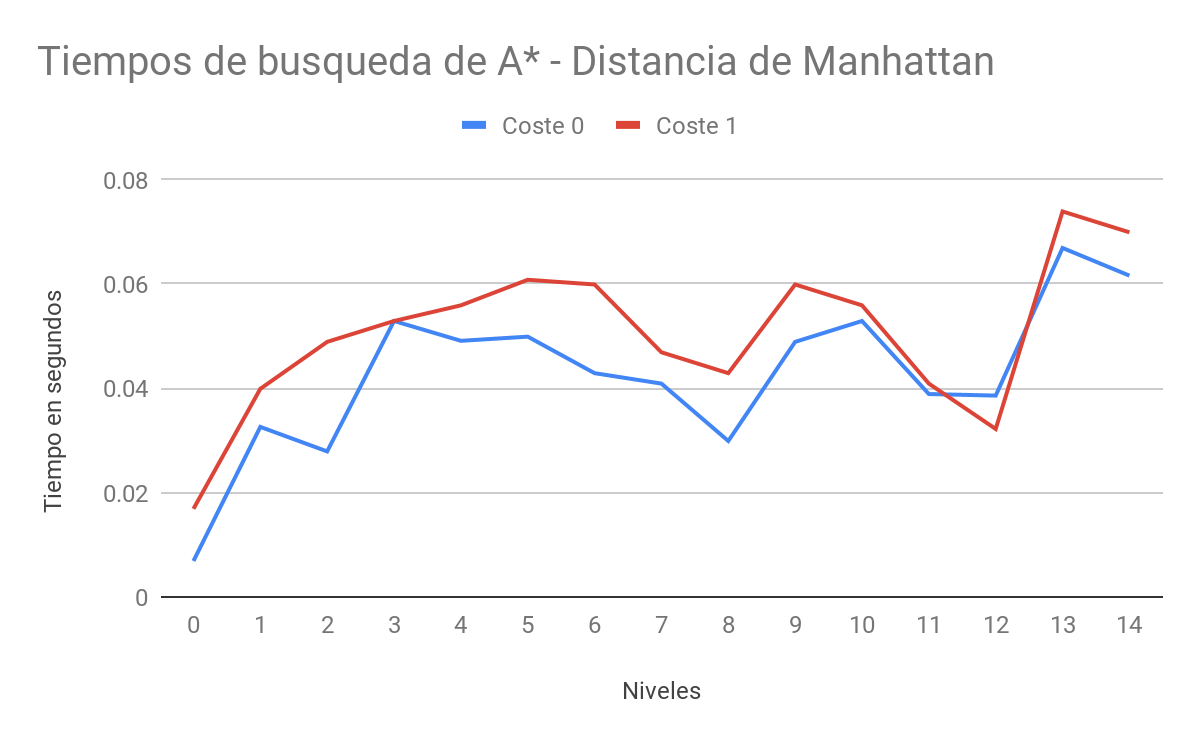 Tiempos de busqueda de A* - Distancia de Manhattan
Coste 0 Coste 1
0.08
0.06
0.04
0.02
0
Tiempo en segundos
0 1 2 3 4 5 6 7 8 9 10 11 12 13 14
Niveles